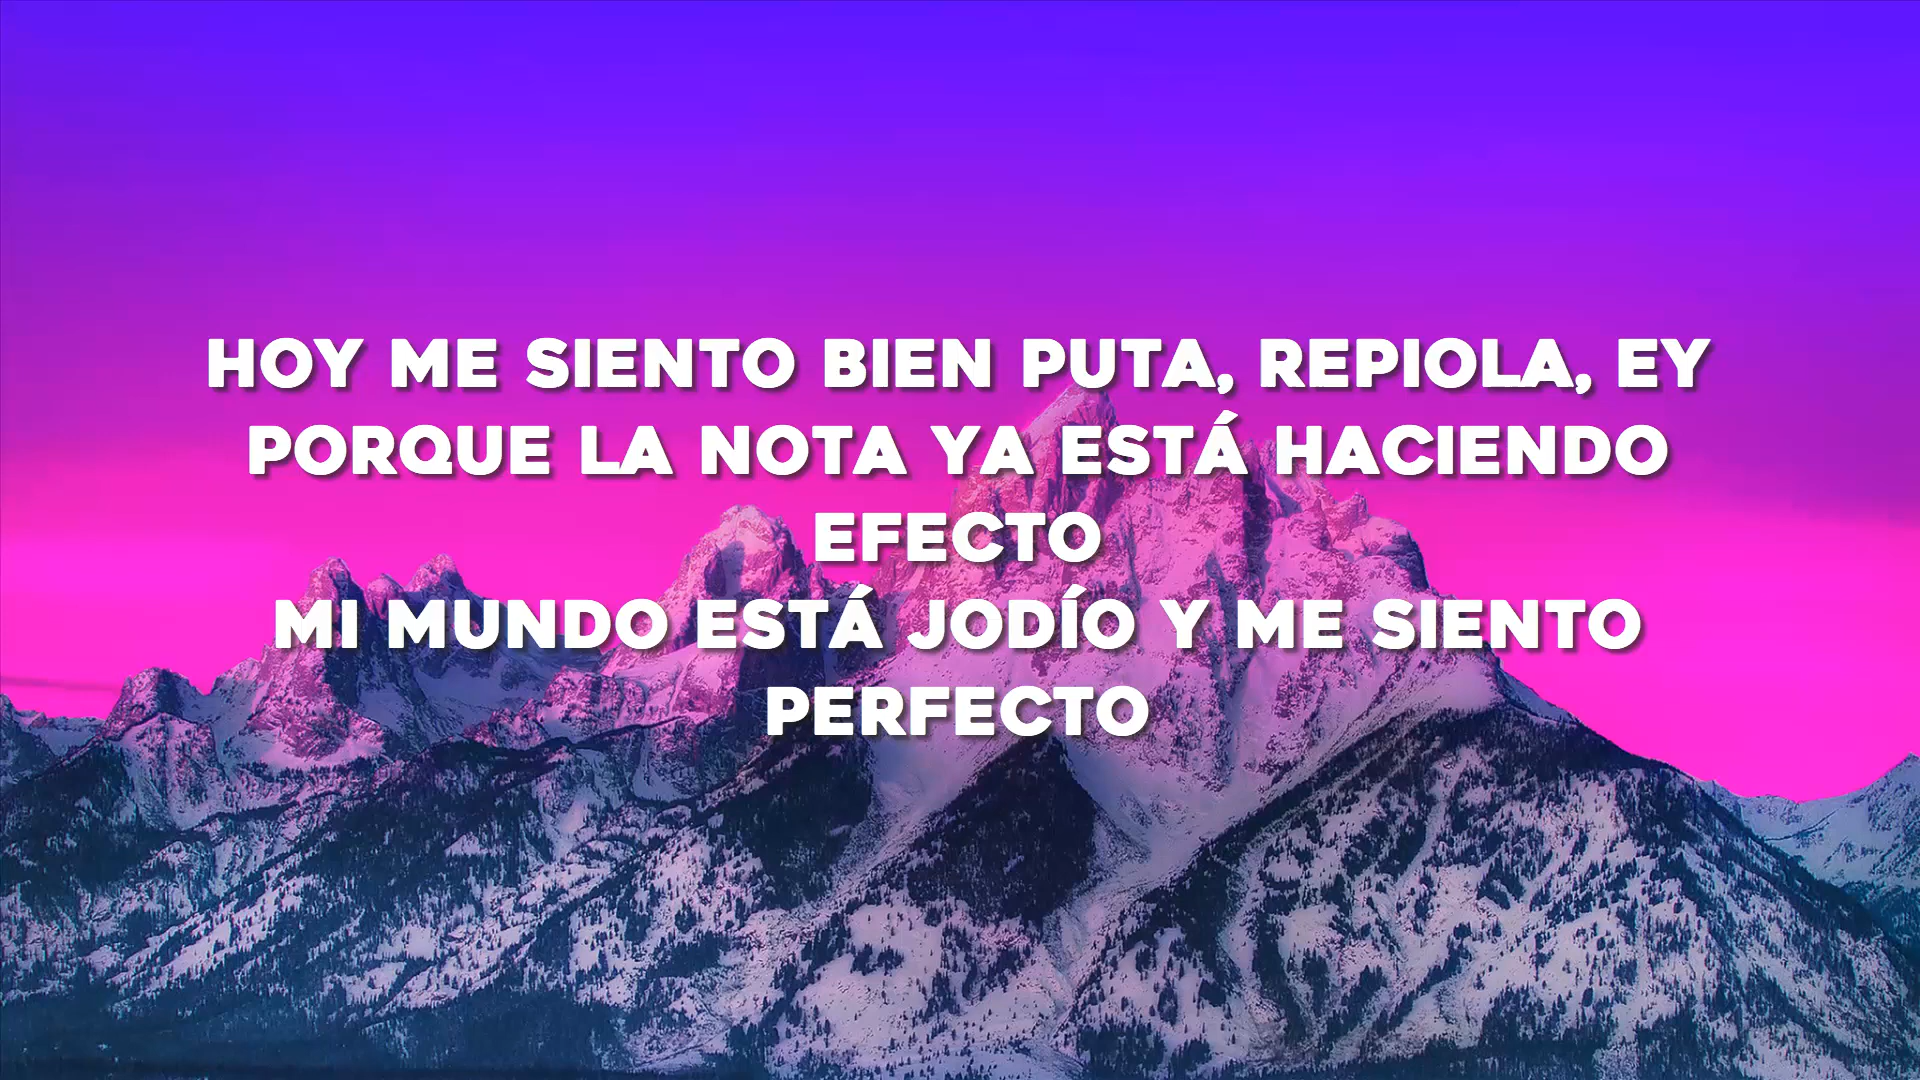 HOY ME SIENTO BIEN PUTA, REPIOLA, EY
PORQUE LA NOTA YA ESTÁ HACIENDO
EFECTO
MI MUNDO ESTÁ JODÍO Y ME SIENTO
PERFECTO